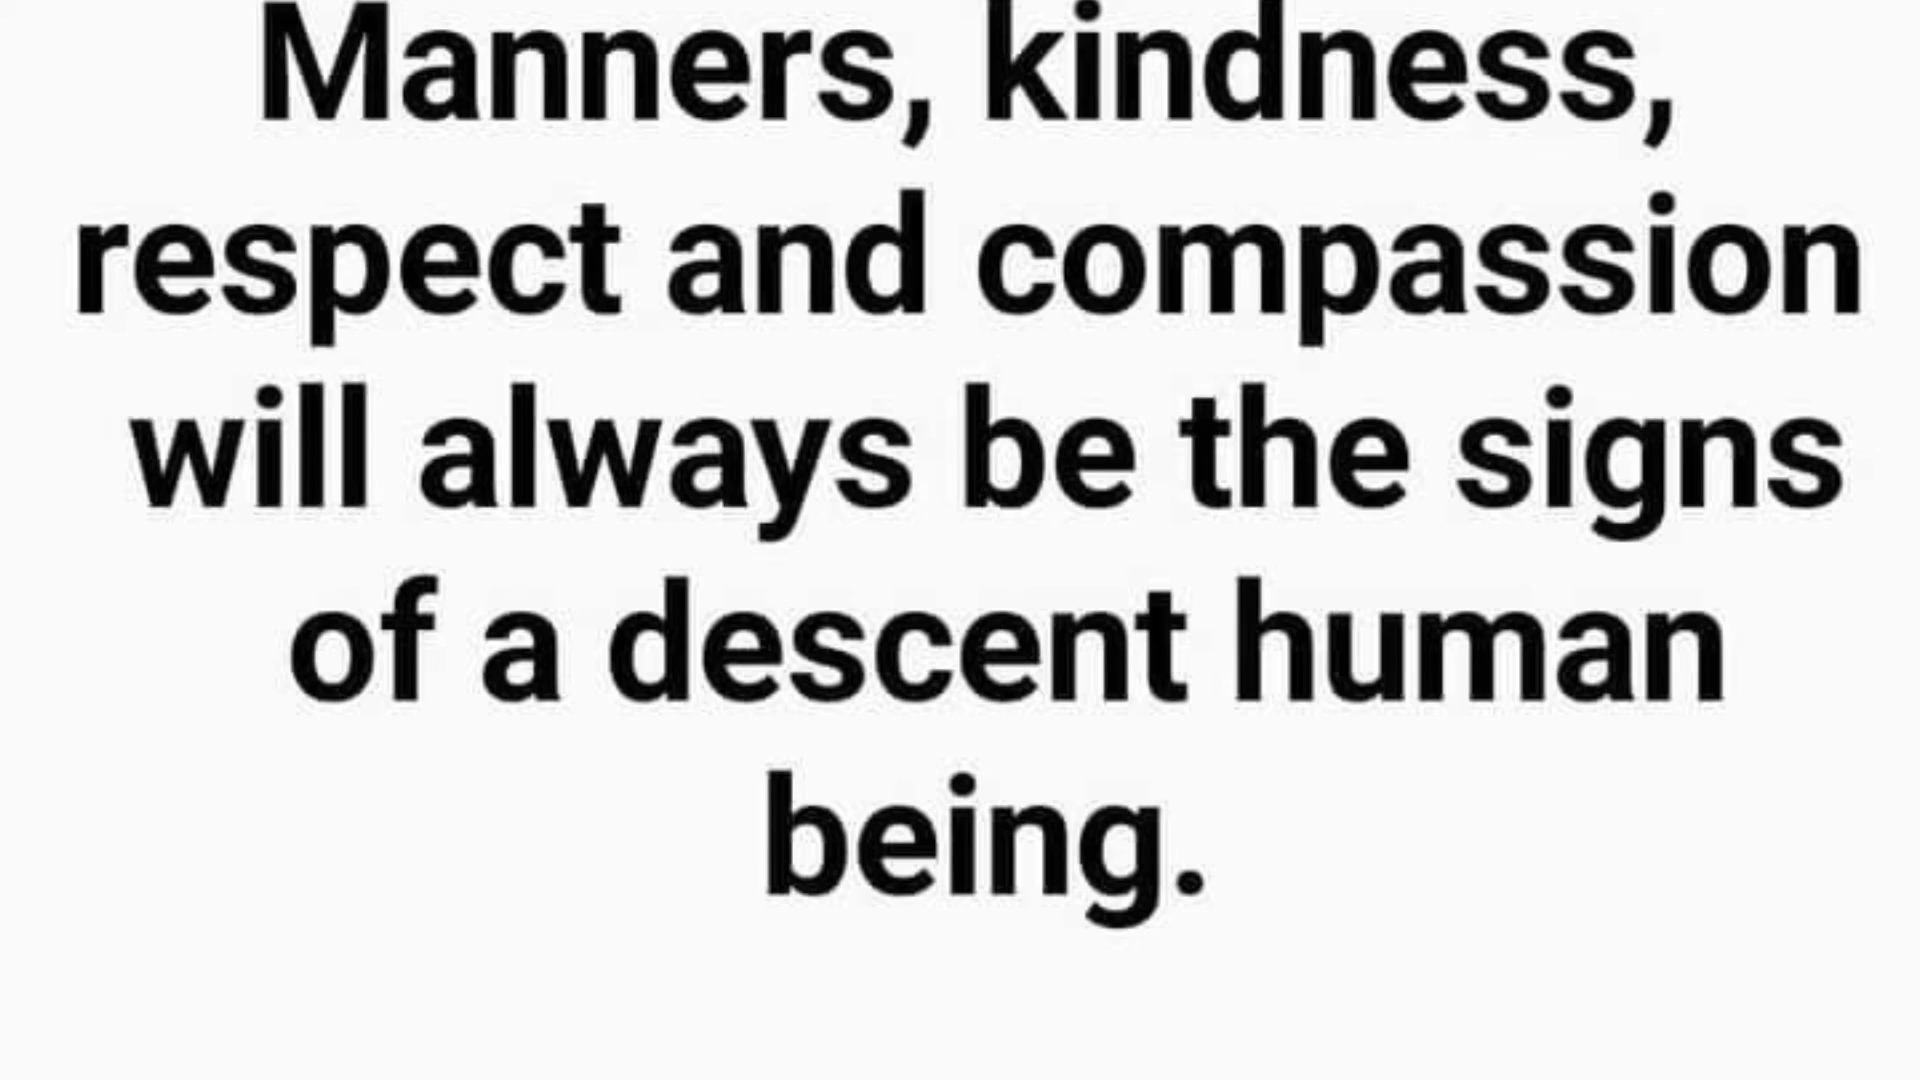 Manners, kindness,
respect and compassion
will always be the signs
of a descent human
being.